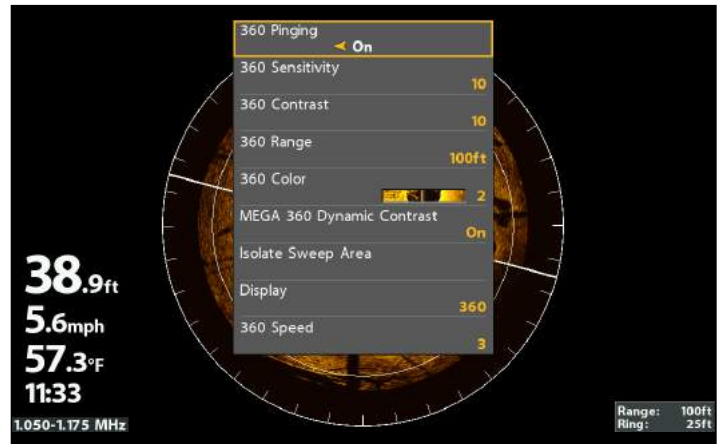 360 Pinging
On
360 Sensitivity
10
360 Contrast
10
360 Range
100ft
360 Color
2
MEGA 360 Dynamic Contrast
On
Isolate Sweep Area
Display
360
360 Speed
3
38.9ft
5.6mph
57.3°F
11:33
1.050-1.175 MHz
Range: 100ft
Ring: 25ft